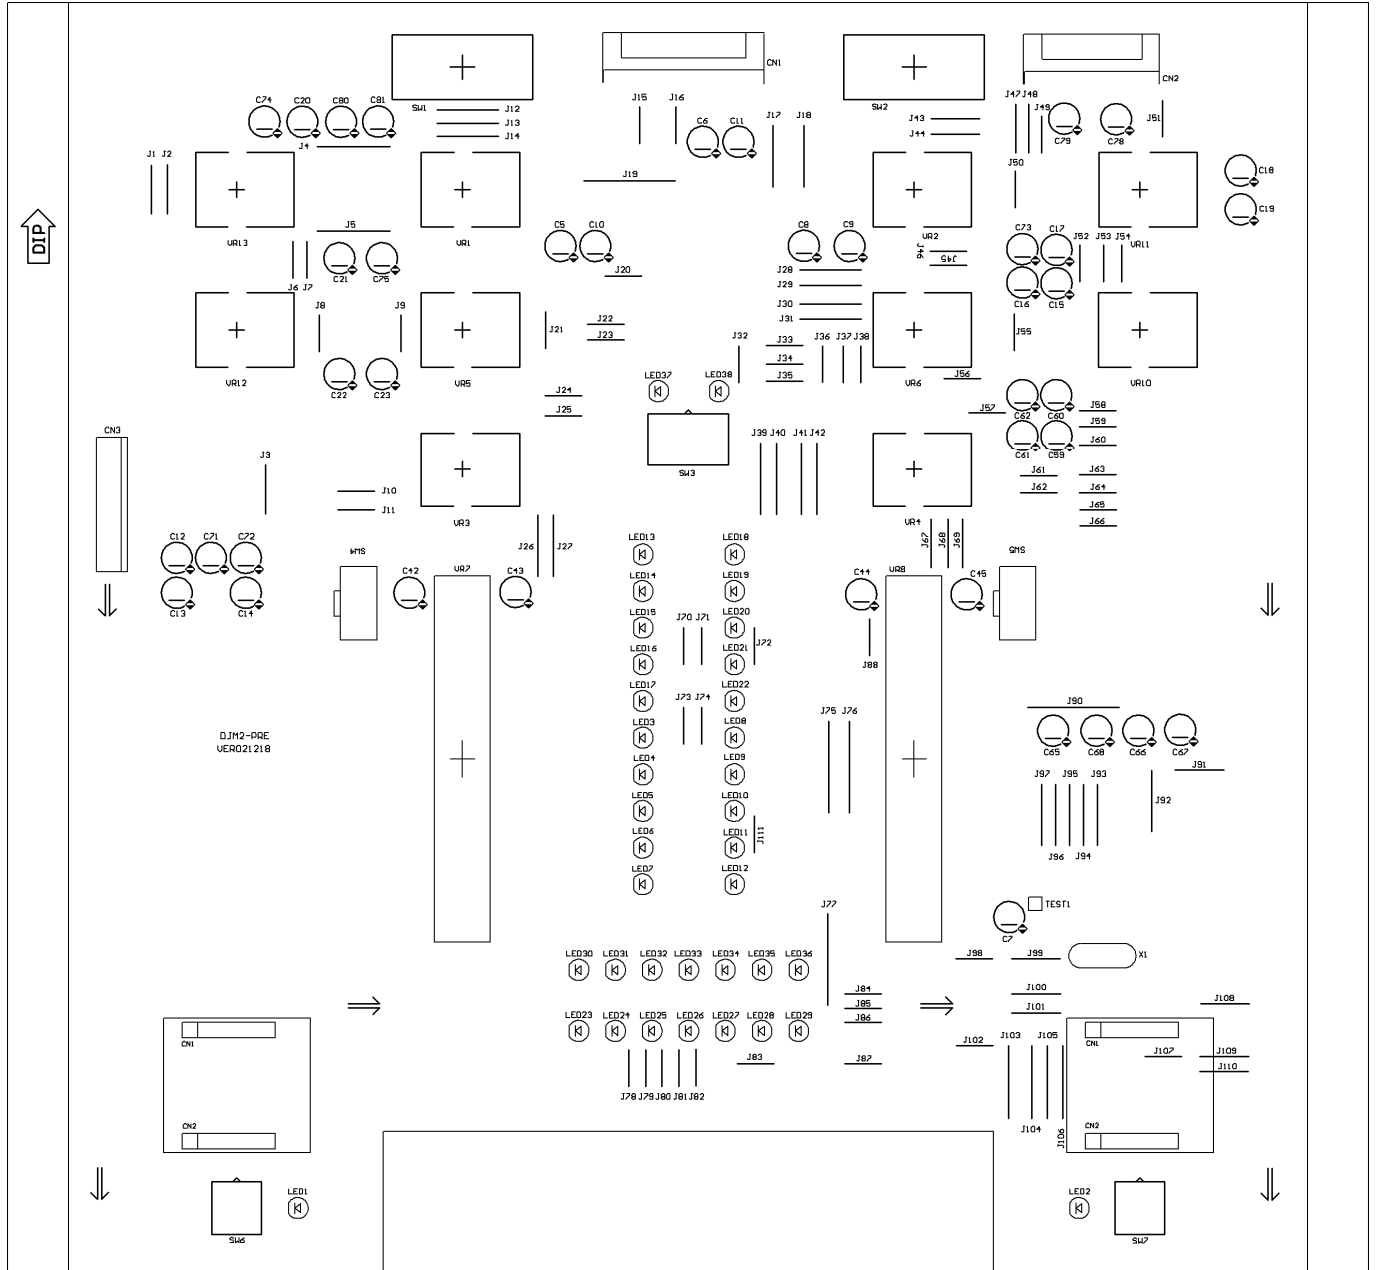 CN1
CN2
C74 C20 C80 C81
SW1
J12
J13
J14
J15 J16
C6 C11
J17 J18
SW2
J43
J44
J47 J48
J49
C79
C78
J51
J4
J1 J2
J19
J50
C18
C19
DIP
VR13
J5
VR1
C5 C10
C8 C9
VR2
J46
J45
C73 C17
J52 J53 J54
VR11
J6 J7
C21 C75
J20
J28
J29
J30
J31
C16 C15
J8 J9
J21
J22
J23
J32
J33
J34
J35
J36 J37 J38
J55
VR12
C22 C23
VR5
LED37 LED38
VR6
J56
VR10
J24
J25
J57
C62 C60
J58
J59
J60
CN3
SW3
J39 J40 J41 J42
C61 C59
J3
J10
J11
J61
J62
J63
J64
J65
J66
VR3
VR4
J26 J27
J67 J68 J69
C12 C71 C72
SW4
LED13 LED18
SW5
C13 C14
C42
VR7
C43
LED14 LED19
C44
VR8
C45
LED15 LED20
J70 J71
J72
LED16 LED21
J88
LED17 LED22
J73 J74
J75 J76
J90
DJM2-PRE
VER021218
LED3 LED8
C65 C68 C66 C67
LED4 LED9
J91
J97 J95 J93
J92
LED5 LED10
LED6 LED11
J111
J96 J94
LED7 LED12
J77
TEST1
C7
LED30 LED31 LED32 LED33 LED34 LED35 LED36
J98 J99
X1
J84
J85
J86
J100
J101
J108
LED23 LED24 LED25 LED26 LED27 LED28 LED29
CN1
J102
J103 J105
CN1
J107
J109
J110
J83
J87
J78 J79 J80 J81 J82
CN2
J104
J106
CN2
LED1
LED2
SW6
SW7